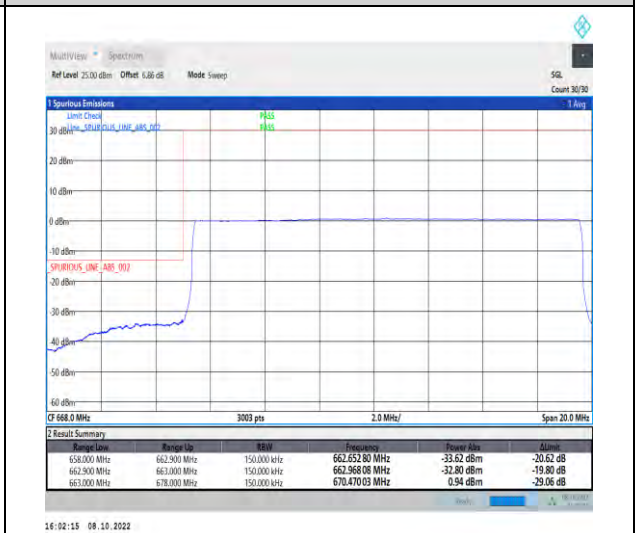 MultiView Spectrum
Ref Level 25.00 dBm Offset 6.86 dB Mode Sweep SGL
Count 30/30
1 Spurious Emissions 1 Avg
Limit Check PASS
30 dBm Line _SPURIOUS_LINE_ABS_002 PASS
20 dBm
10 dBm
0 dBm
-10 dBm
_SPURIOUS_LINE_ABS_002
-20 dBm
-30 dBm
-40 dBm
-50 dBm
-60 dBm
CF 668.0 MHz 3003 pts 2.0 MHz/ Span 20.0 MHz
2 Result Summary
Range Low Range Up RBW Frequency Power Abs ΔLimit
658.000 MHz 662.900 MHz 150.000 kHz 662.652 80 MHz -33.62 dBm -20.62 dB
662.900 MHz 663.000 MHz 150.000 kHz 662.968 08 MHz -32.80 dBm -19.80 dB
663.000 MHz 678.000 MHz 150.000 kHz 670.470 03 MHz 0.94 dBm -29.06 dB
16:02:15 08.10.2022